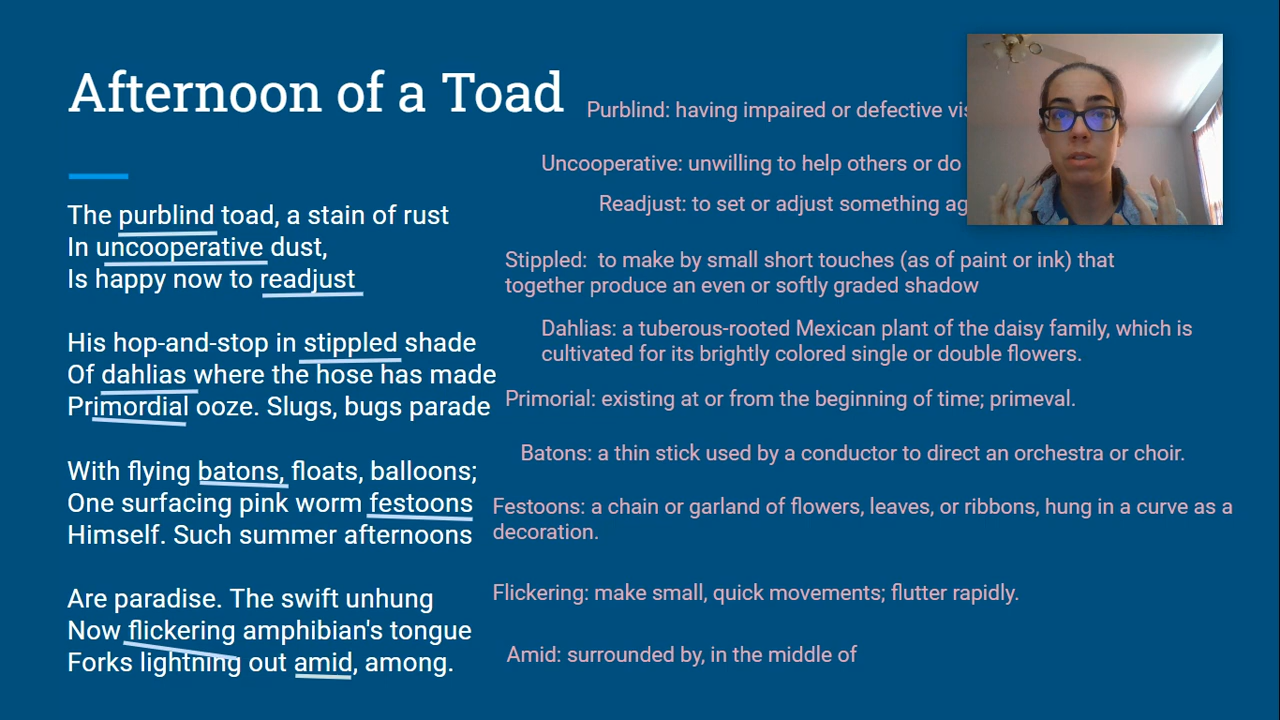 Afternoon of a Toad
The purblind toad, a stain of rust
In uncooperative dust,
Is happy now to readjust
His hop-and-stop in stippled shade
Of dahlias where the hose has made
Primordial ooze. Slugs, bugs parade
With flying batons, floats, balloons;
One surfacing pink worm festoons
Himself. Such summer afternoons
Are paradise. The swift unhung
Now flickering amphibian's tongue
Forks lightning out amid, among.
Purblind: having impaired or defective
Uncooperative: unwilling to help others or do
Readjust: to set or adjust something
Stippled: to make by small short touches (as of paint or ink) that
together produce an even or softly graded shadow
Dahlias: a tuberous-rooted Mexican plant of the daisy family, which is
cultivated for its brightly colored single or double flowers.
Primorial: existing at or from the beginning of time; primeval.
Batons: a thin stick used by a conductor to direct an orchestra or choir.
Festoons: a chain or garland of flowers, leaves, or ribbons, hung in a curve as a
decoration.
Flickering: make small, quick movements; flutter rapidly.
Amid: surrounded by, in the middle of